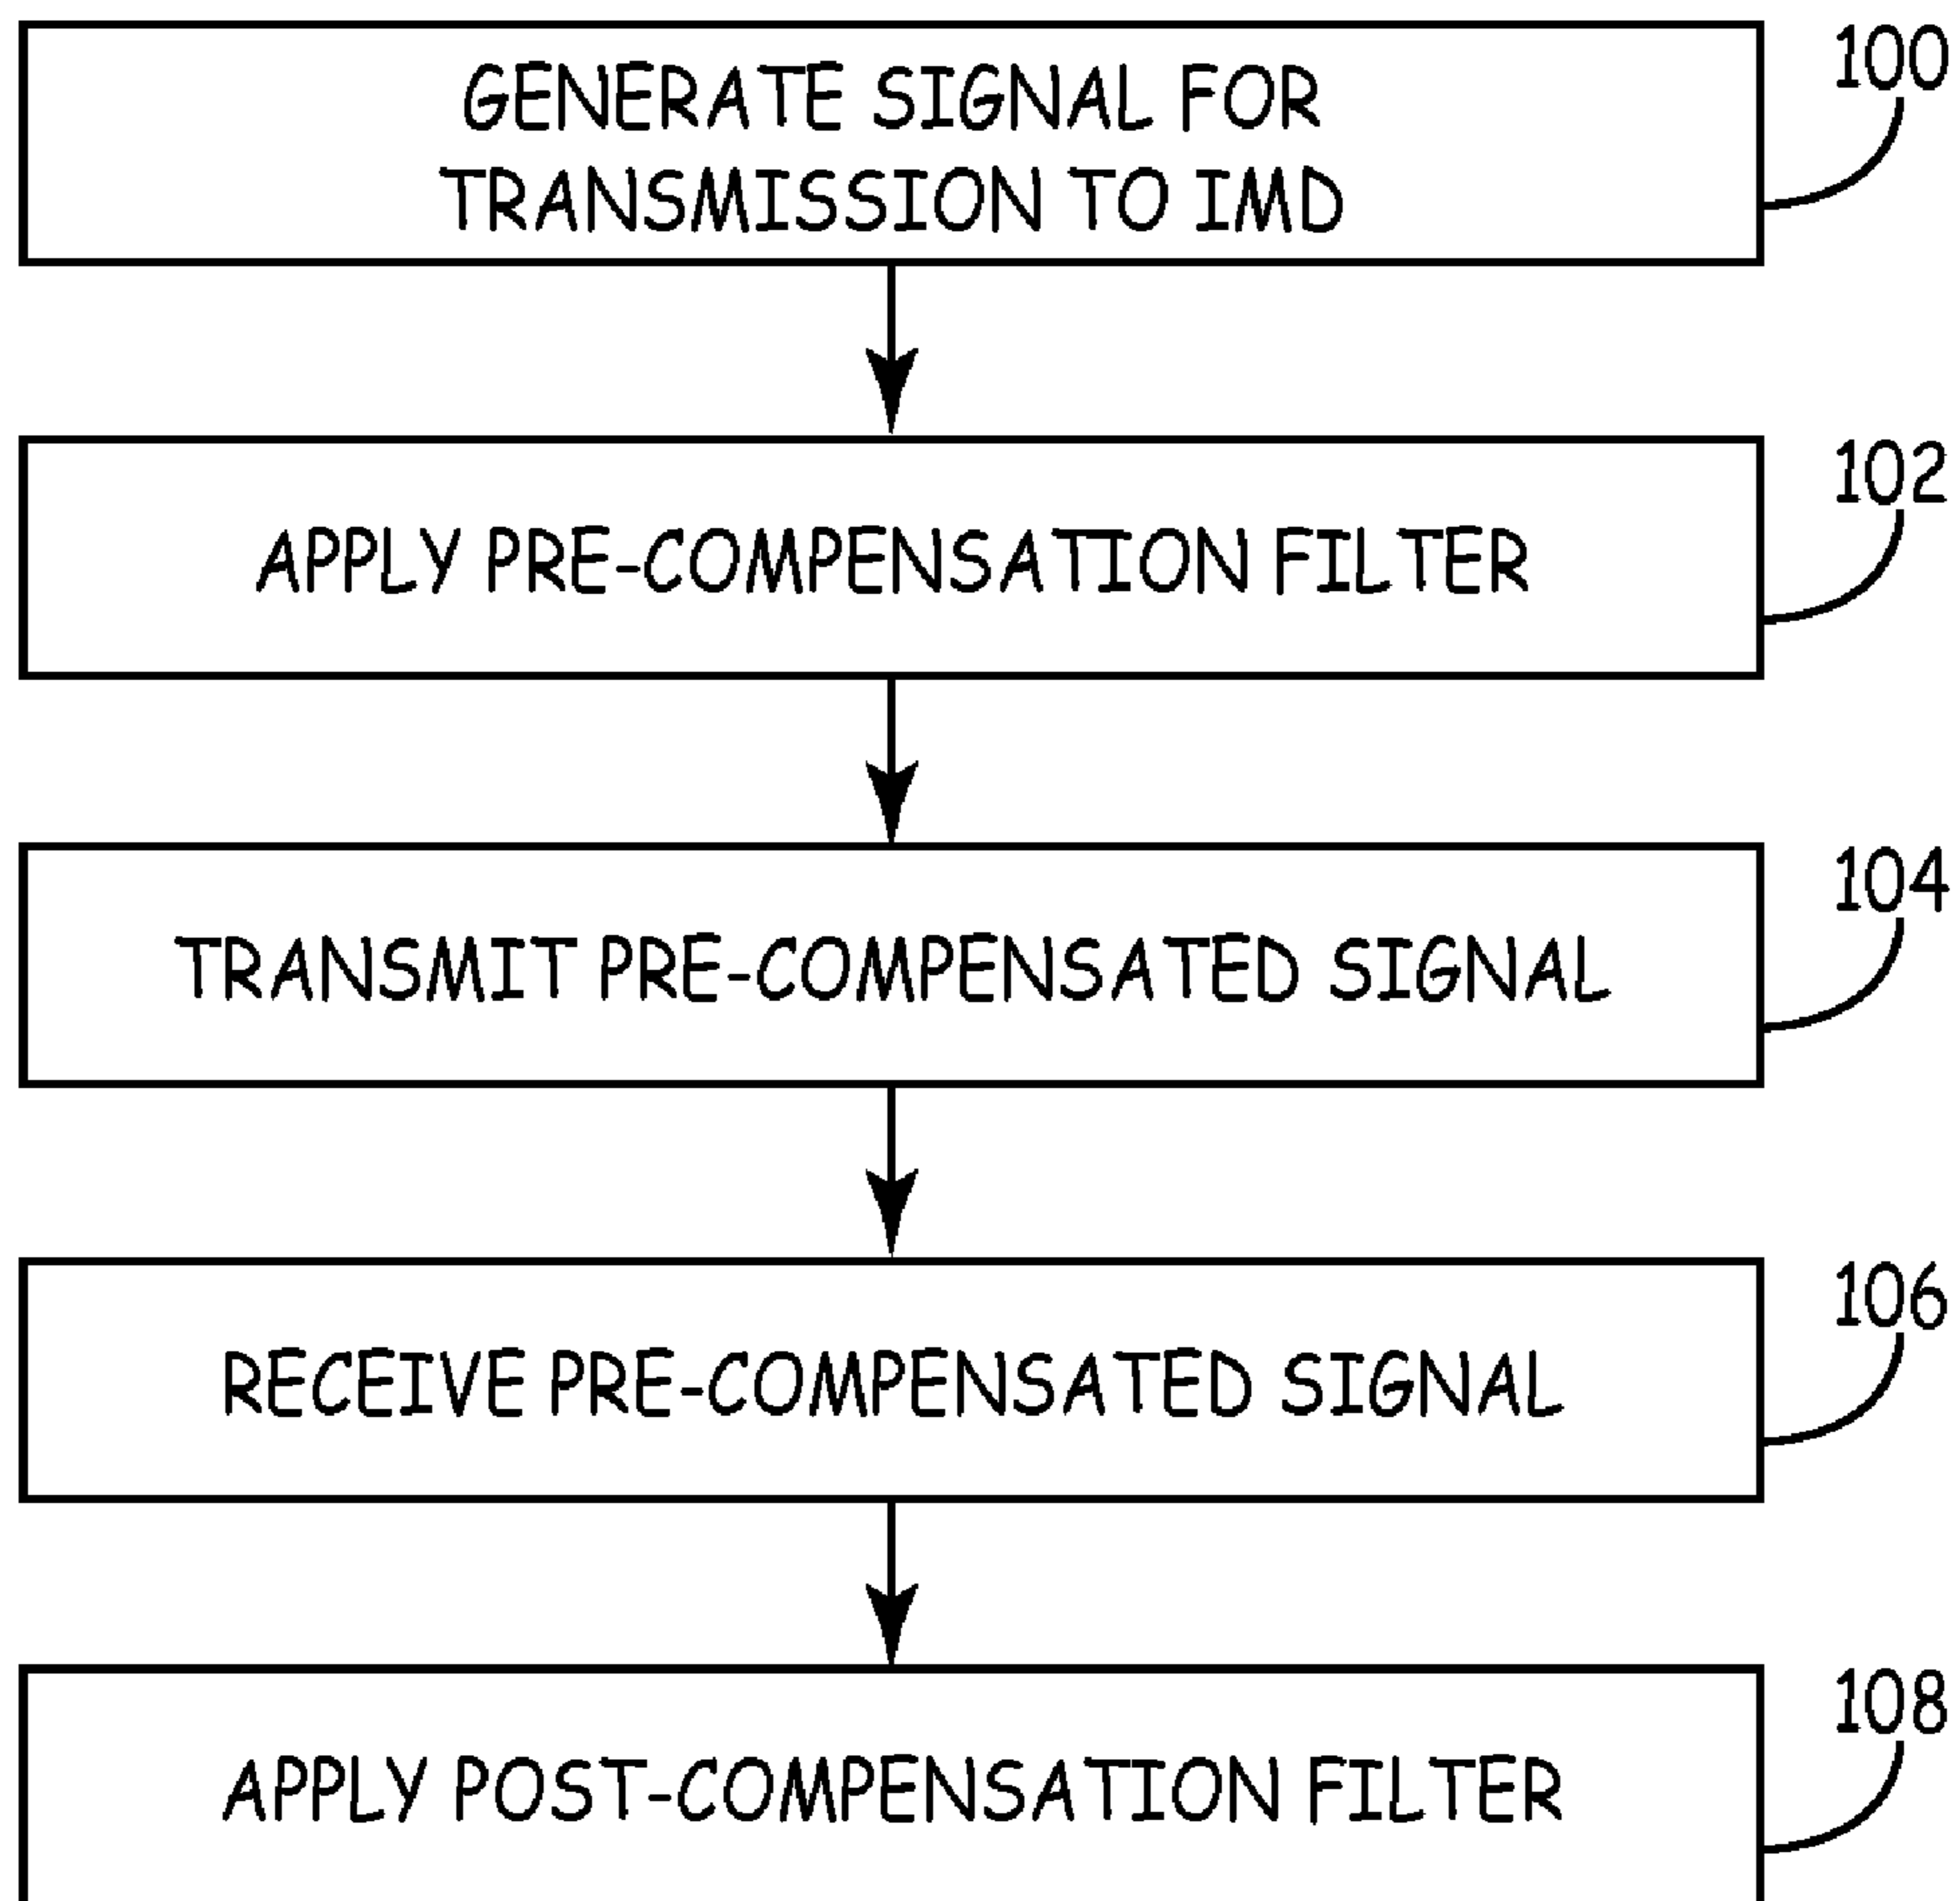 100
GENERATE SIGNAL FOR
TRANSMISSION TO IMD
102
APPLY PRE-COMPENSATION FILTER
104
TRANSMIT PRE-COMPENSATED SIGNAL
106
RECEIVE PRE-COMPENSATED SIGNAL
108
APPLY POST-COMPENSATION FILTER